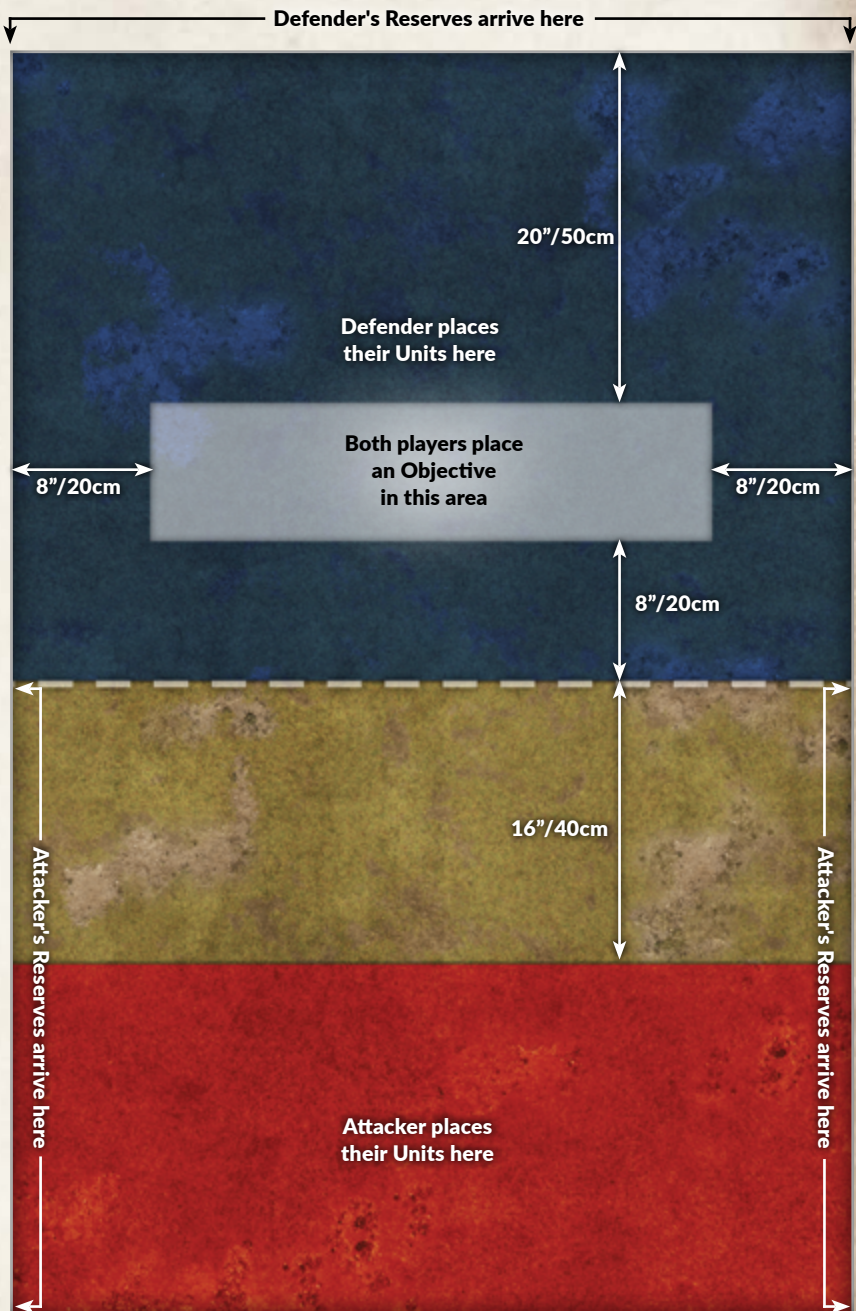 Defender's Reserves arrive here
20”/50cm
Defender places
their Units here
Both players place
an Objective
in this area
8”/20cm
8”/20cm
8”/20cm
16”/40cm
Attacker's Reserves arrive here
Attacker's Reserves arrive here
Attacker places
their Units here